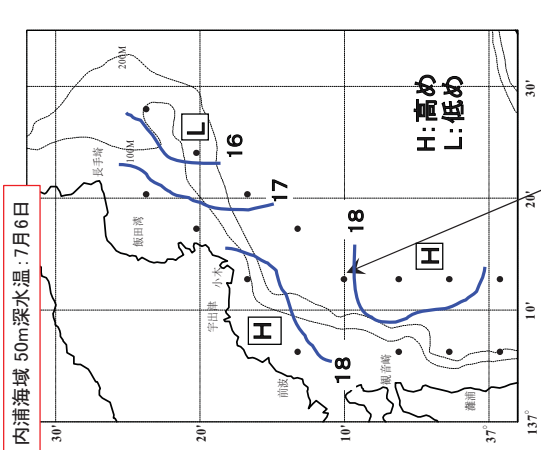 内浦海域 50m深水温：7月6日
30'
20'
10'
37°
137°
10'
20'
30'
200M
100M
長手埼
飯田湾
小木
宇出津
前波
観音崎
灘浦
L
16
17
18
H
18
H
H：高め
L：低め